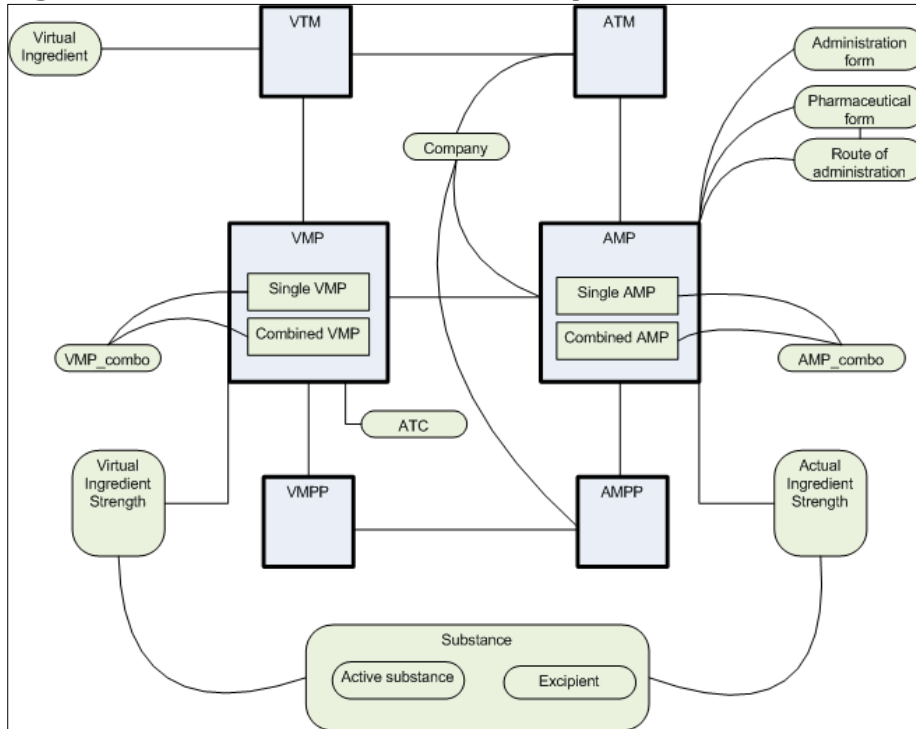 VTM
ATM
Virtual
Ingredient
Administration
form
Pharmaceutical
form
Company
Route of
administration
VMP
AMP
Single VMP
Single AMP
Combined VMP
Combined AMP
VMP_combo
AMP_combo
ATC
Virtual
Ingredient
Strength
VMPP
AMPP
Actual
Ingredient
Strength
Substance
Active substance
Excipient